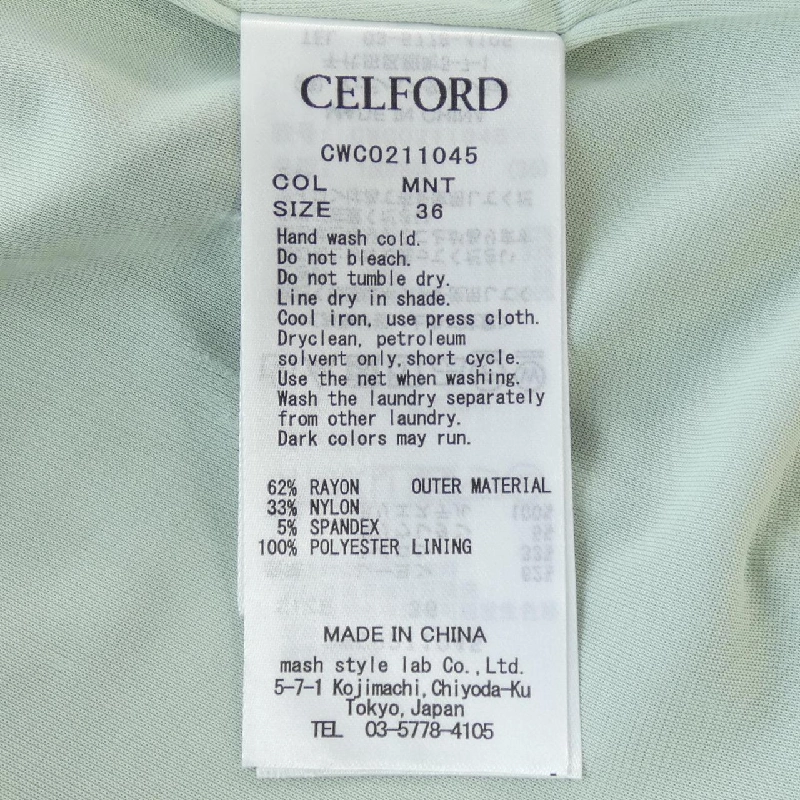 CELFORD
CWCO211045
COL MNT
SIZE 36
Hand wash cold.
Do not bleach.
Do not tumble dry.
Line dry in shade.
Cool iron, use press cloth.
Dryclean, petroleum
solvent only,short cycle.
Use the net when washing.
Wash the laundry separately
from other laundry.
Dark colors may run.
62% RAYON OUTER MATERIAL
33% NYLON
5% SPANDEX
100% POLYESTER LINING
MADE IN CHINA
mash style lab Co.,Ltd.
5-7-1 Kojimachi,Chiyoda-Ku
Tokyo,Japan
TEL 03-5778-4105